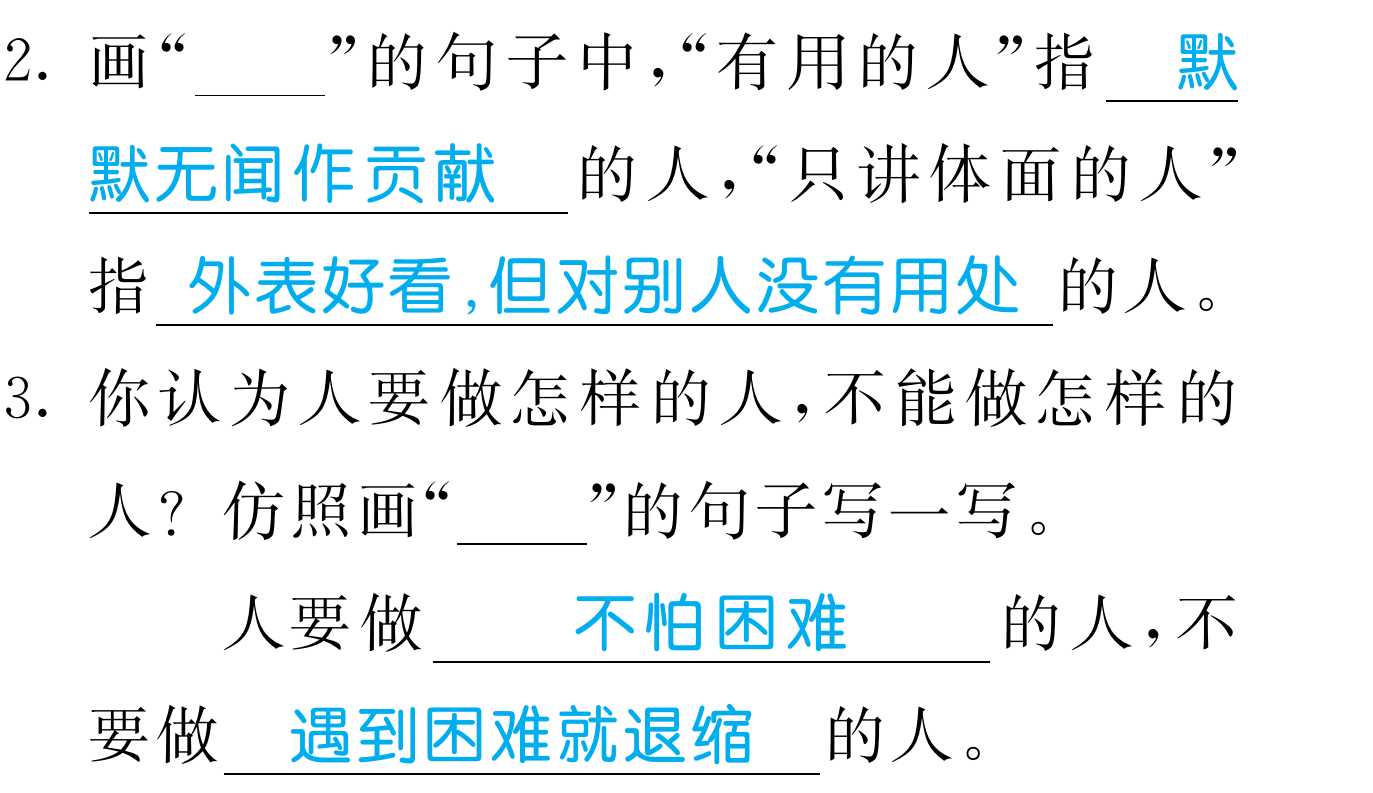 2. 画“____”的句子中,“有用的人”指 默
默无闻作贡献 的人,“只讲体面的人”
指 外表好看,但对别人没有用处 的人。
3. 你认为人要做怎样的人,不能做怎样的
人? 仿照画“____”的句子写一写。
人要做 不怕困难 的人,不
要做 遇到困难就退缩 的人。